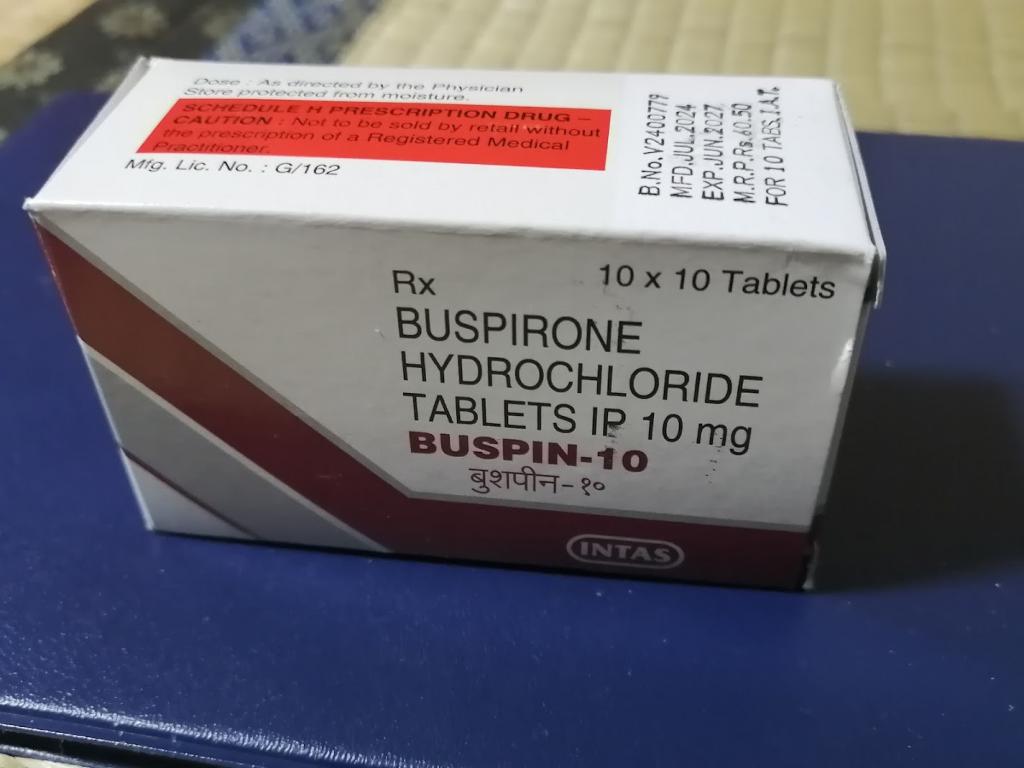 Dose : As directed by the Physician
Store protected from moisture.
SCHEDULE H PRESCRIPTION DRUG –
CAUTION : Not to be sold by retail without
the prescription of a Registered Medical
Practitioner.
Mfg. Lic. No. : G/162
B.No.V2400779
MFD.JUL.2024
EXP.JUN.2027
M.R.P.Rs.60.50
FOR 10 TABS.I.A.T.
Rx
10 x 10 Tablets
BUSPIRONE
HYDROCHLORIDE
TABLETS IP 10 mg
BUSPIN-10
बुशपीन-१०
INTAS